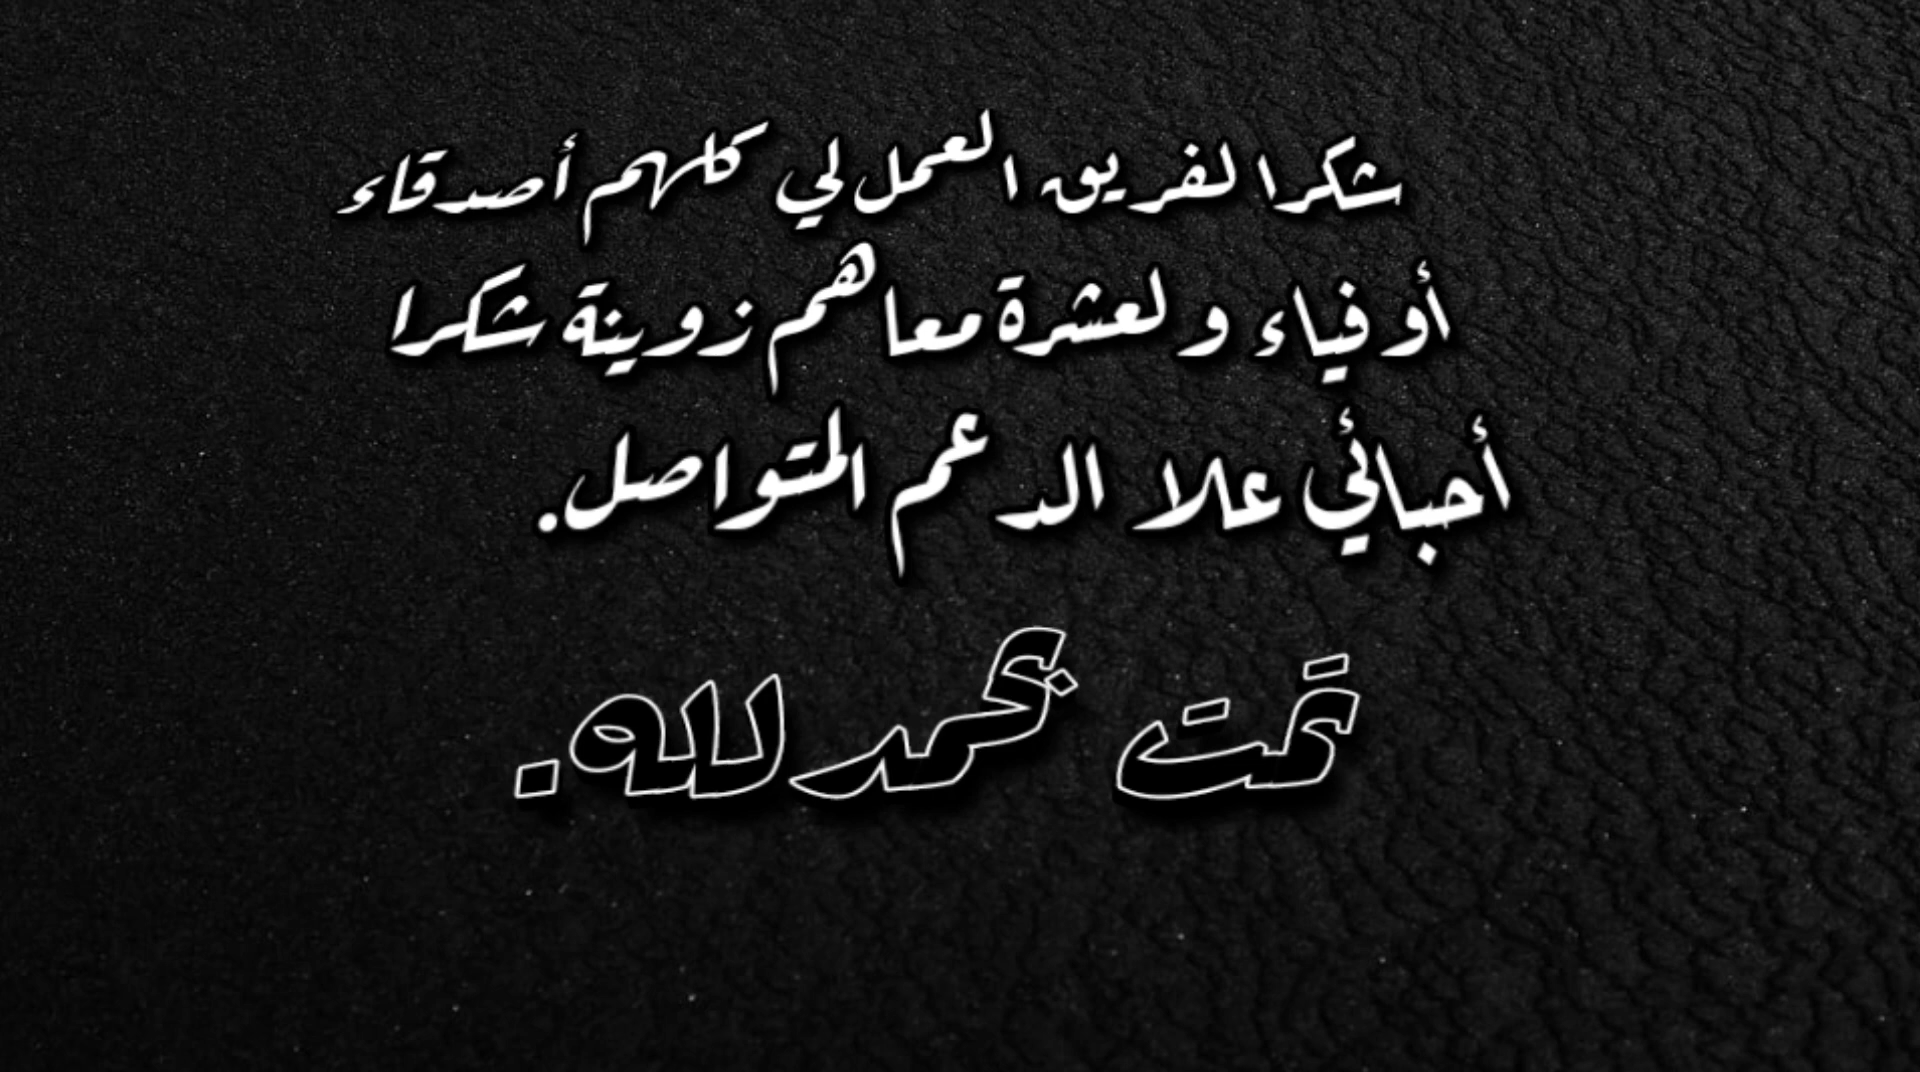 شكرا لفريق العمل لي كلهم أصدقاء
أوفياء ولعشرة معاهم زوينة شكرا
أحبائي علا الدعم المتواصل.
تمت بحمد لله.